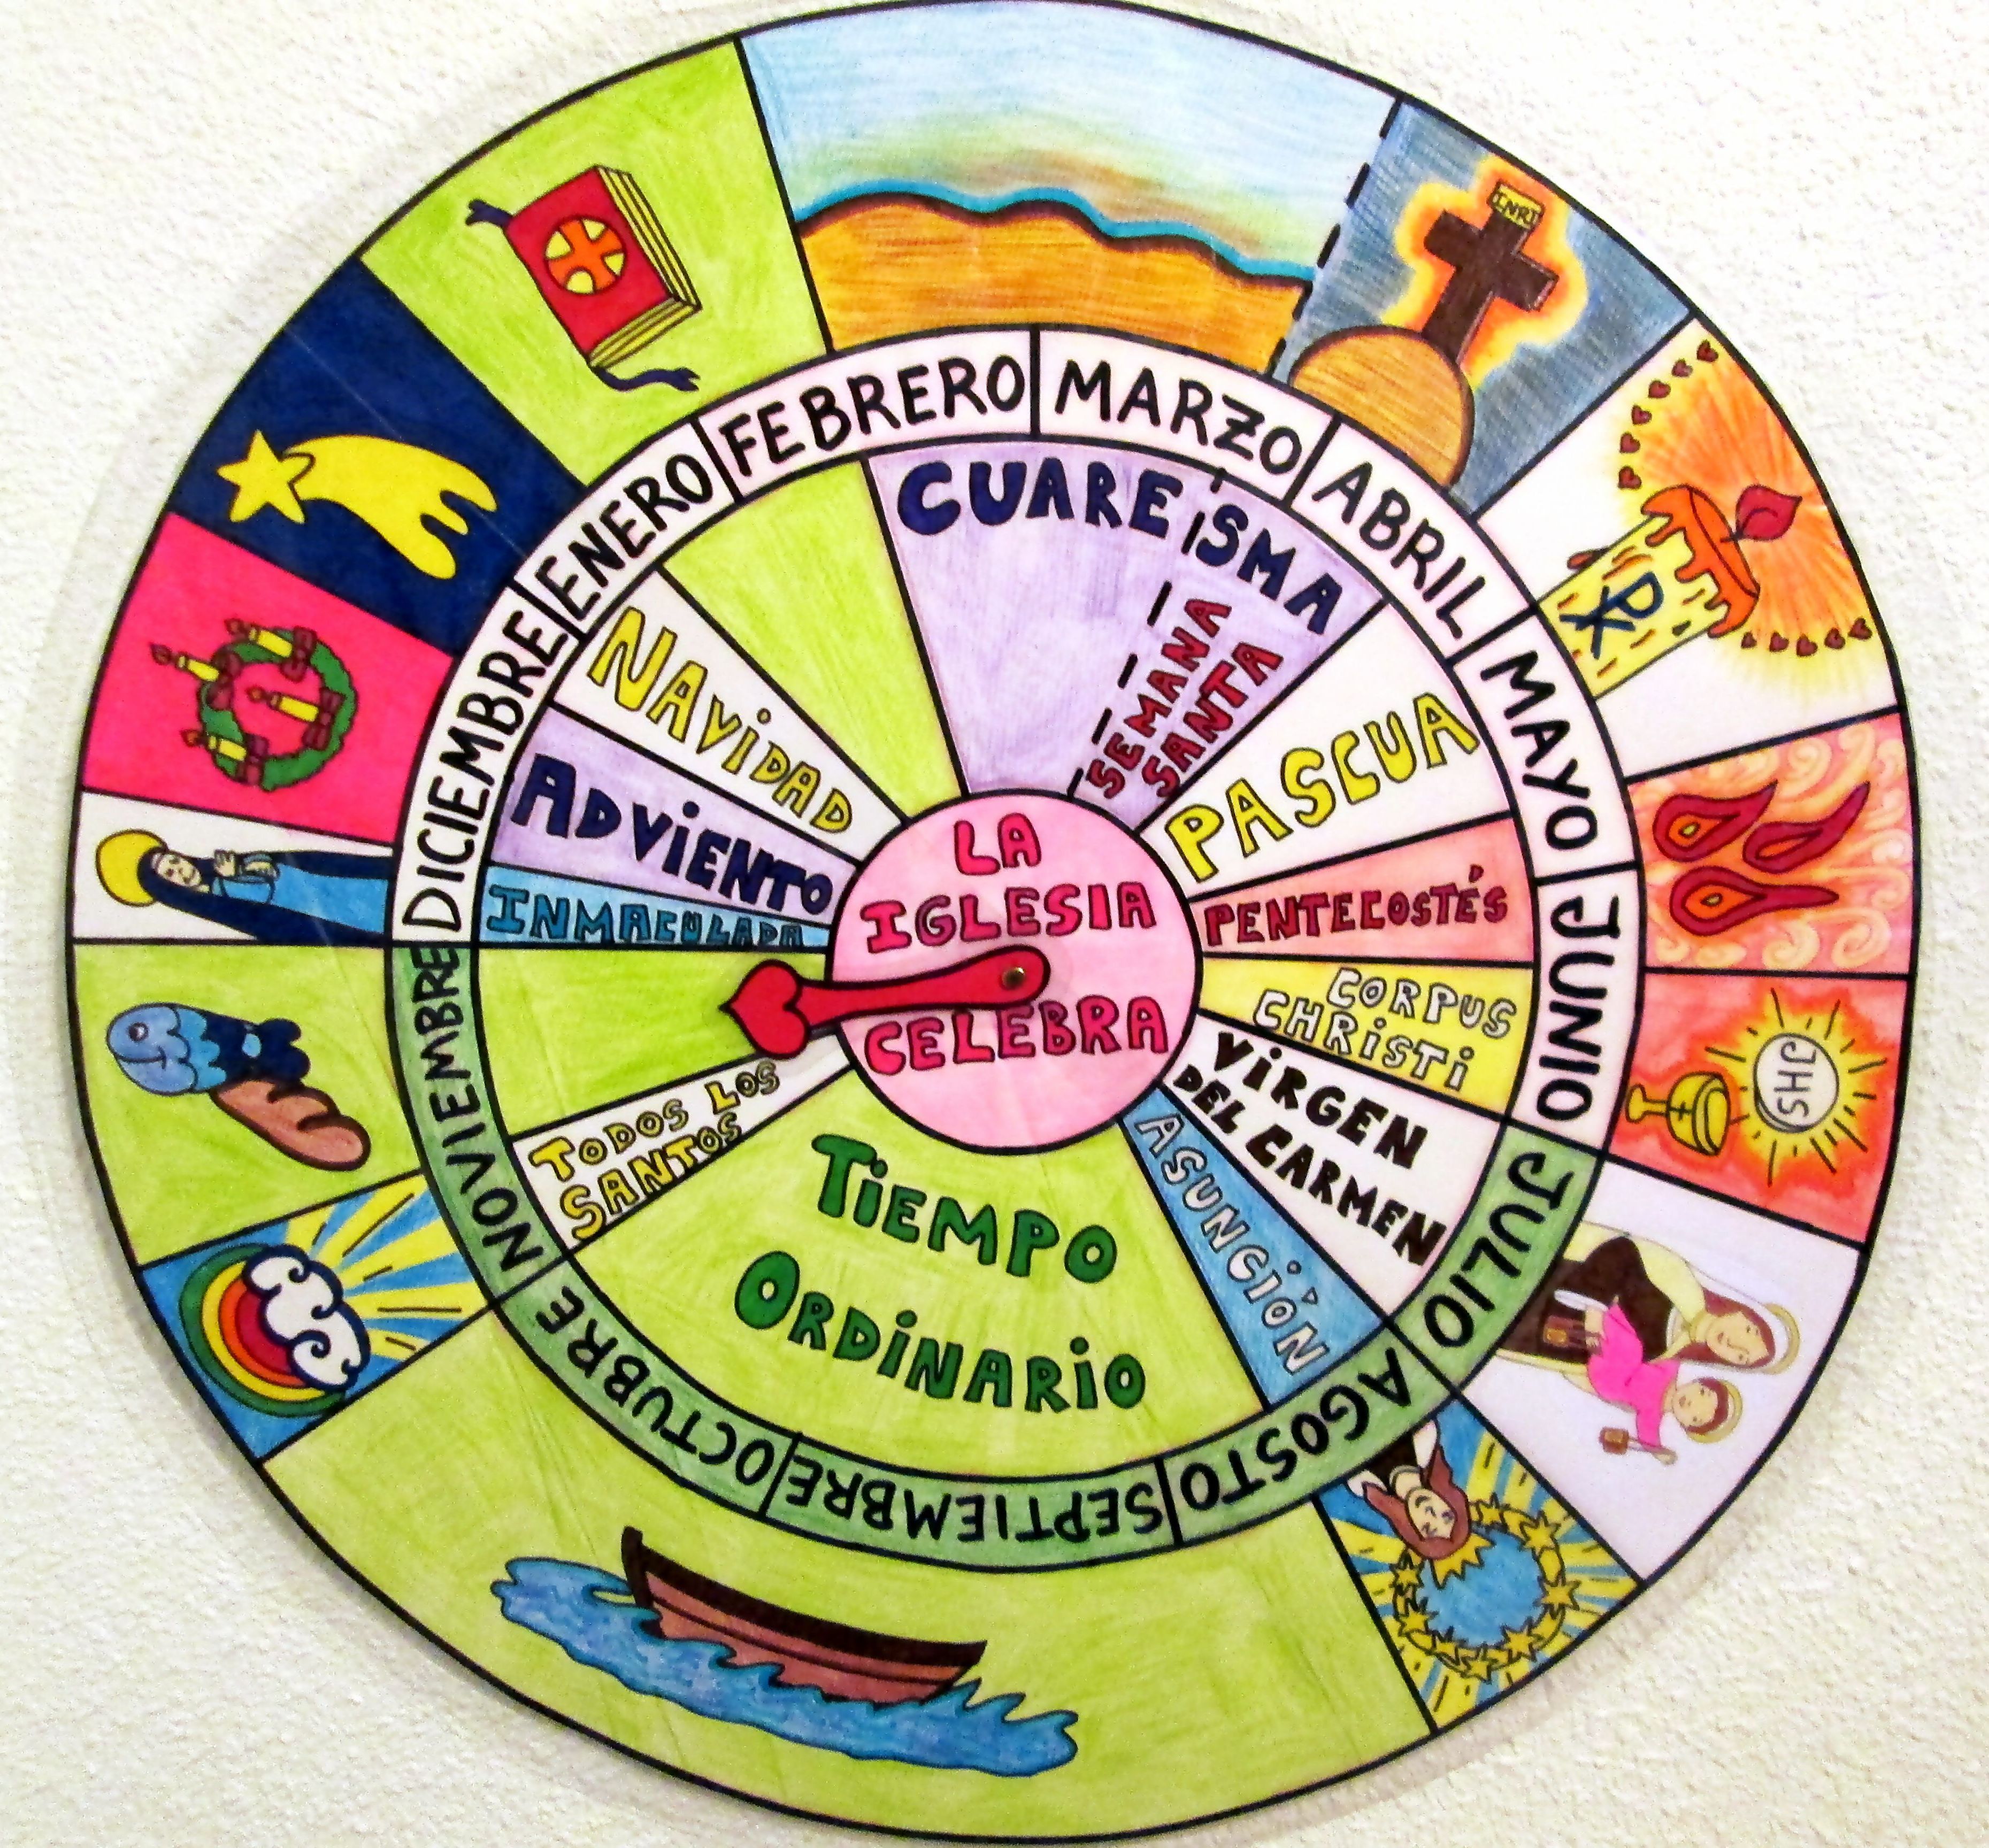 LA
IGLESIA
CELEBRA
ENERO
FEBRERO
MARZO
ABRIL
MAYO
JUNIO
JULIO
AGOSTO
SEPTIEMBRE
OCTUBRE
NOVIEMBRE
DICIEMBRE
NAVIDAD
CUARESMA
SEMANA
SANTA
PASCUA
PENTECOSTÉS
CORPUS
CHRISTI
VIRGEN
DEL CARMEN
ASUNCIÓN
TIEMPO
ORDINARIO
TODOS LOS
SANTOS
INMACULADA
ADVIENTO
INRI
JHS